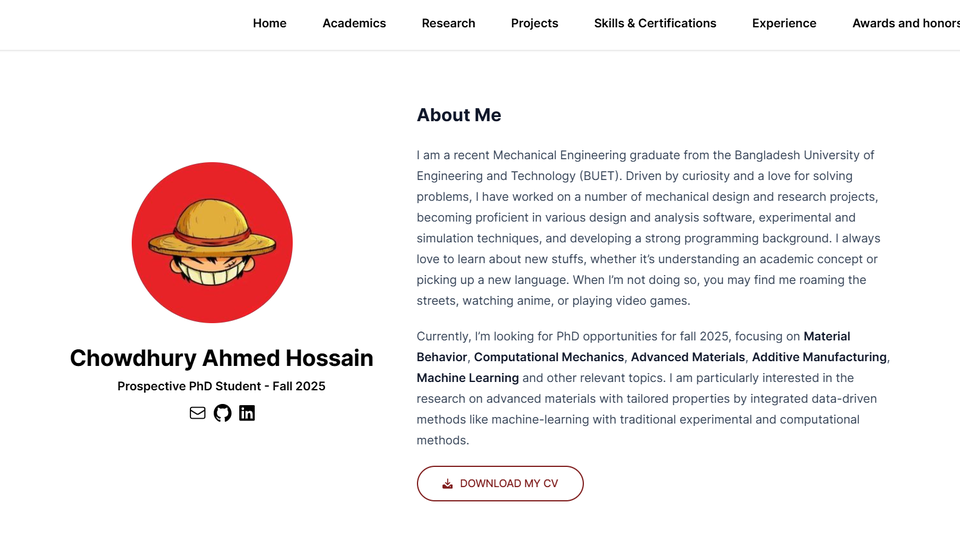 Home Academics Research Projects Skills & Certifications Experience Awards and honors
About Me
I am a recent Mechanical Engineering graduate from the Bangladesh University of
Engineering and Technology (BUET). Driven by curiosity and a love for solving
problems, I have worked on a number of mechanical design and research projects,
becoming proficient in various design and analysis software, experimental and
simulation techniques, and developing a strong programming background. I always
love to learn about new stuffs, whether it's understanding an academic concept or
picking up a new language. When I'm not doing so, you may find me roaming the
streets, watching anime, or playing video games.
Chowdhury Ahmed Hossain
Prospective PhD Student - Fall 2025
Currently, I'm looking for PhD opportunities for fall 2025, focusing on Material
Behavior, Computational Mechanics, Advanced Materials, Additive Manufacturing,
Machine Learning and other relevant topics. I am particularly interested in the
research on advanced materials with tailored properties by integrated data-driven
methods like machine-learning with traditional experimental and computational
methods.
DOWNLOAD MY CV